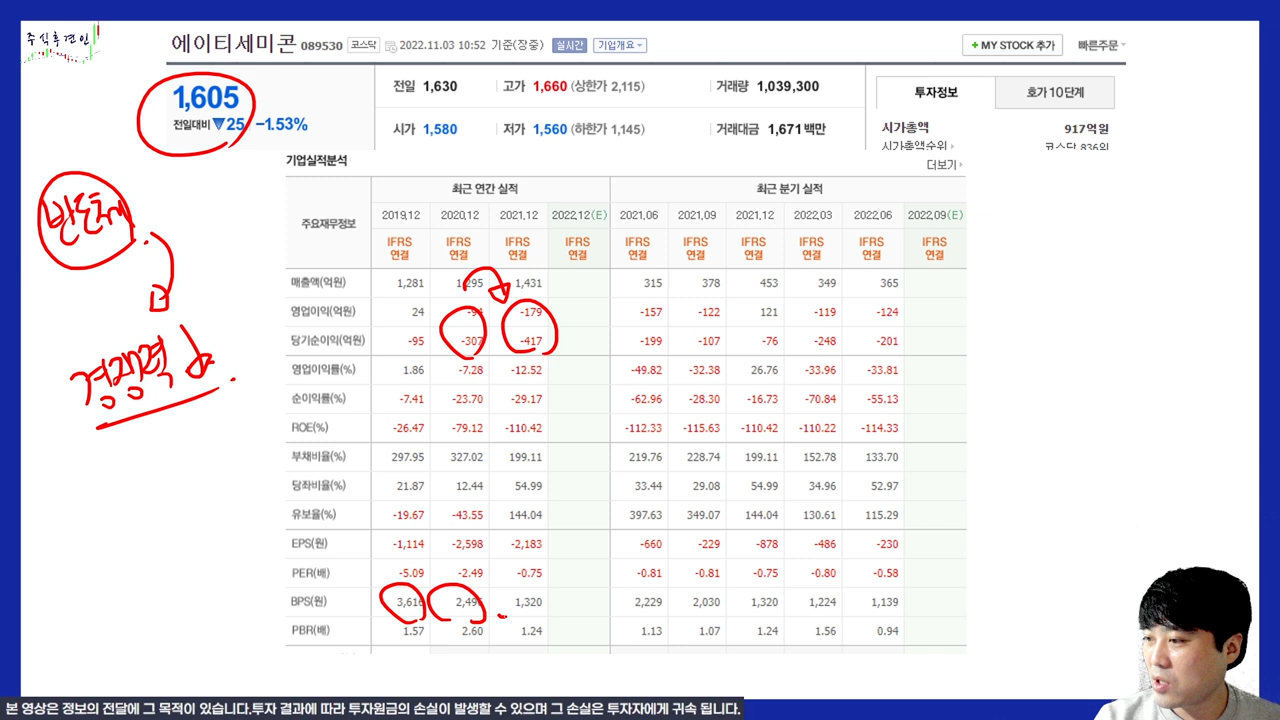 주식후견인
에이티세미콘 089530 코스닥 2022.11.03 10:52 기준(장중) 실시간 기업개요
+ MY STOCK 추가 빠른주문
1,605
전일대비 ▼25 -1.53%
전일 1,630 고가 1,660 (상한가 2,115) 거래량 1,039,300
시가 1,580 저가 1,560 (하한가 1,145) 거래대금 1,671 백만
투자정보 호가 10단계
시가총액 917억원
시가총액순위 코스닥 836위
기업실적분석 더보기
반도체
경쟁력
주요재무정보 최근 연간 실적 최근 분기 실적
2019.12 2020.12 2021.12 2022.12(E) 2021.06 2021.09 2021.12 2022.03 2022.06 2022.09(E)
IFRS IFRS IFRS IFRS IFRS IFRS IFRS IFRS IFRS IFRS
연결 연결 연결 연결 연결 연결 연결 연결 연결 연결
매출액(억원) 1,281 1,295 1,431 315 378 453 349 365
영업이익(억원) 24 -94 -179 -157 -122 121 -119 -124
당기순이익(억원) -95 -307 -417 -199 -107 -76 -248 -201
영업이익률(%) 1.86 -7.28 -12.52 -49.82 -32.38 26.76 -33.96 -33.81
순이익률(%) -7.41 -23.70 -29.17 -62.96 -28.30 -16.73 -70.84 -55.13
ROE(%) -26.47 -79.12 -110.42 -112.33 -115.63 -110.42 -110.22 -114.33
부채비율(%) 297.95 327.02 199.11 219.76 228.74 199.11 152.78 133.70
당좌비율(%) 21.87 12.44 54.99 33.44 29.08 54.99 34.96 52.97
유보율(%) -19.67 -43.55 144.04 397.63 349.07 144.04 130.61 115.29
EPS(원) -1,114 -2,598 -2,183 -660 -229 -878 -486 -230
PER(배) -5.09 -2.49 -0.75 -0.81 -0.81 -0.75 -0.80 -0.58
BPS(원) 3,616 2,495 1,320 2,229 2,030 1,320 1,224 1,139
PBR(배) 1.57 2.60 1.24 1.13 1.07 1.24 1.56 0.94
본 영상은 정보의 전달에 그 목적이 있습니다.투자 결과에 따라 투자원금의 손실이 발생할 수 있으며 그 손실은 투자자에게 귀속 됩니다.